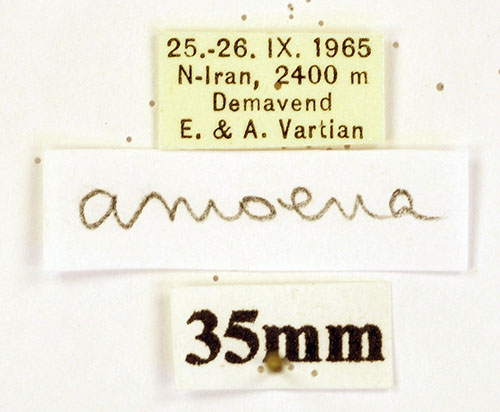 25.-26. IX. 1965
N-Iran, 2400 m
Demavend
E. & A. Vartian
amoena
35mm